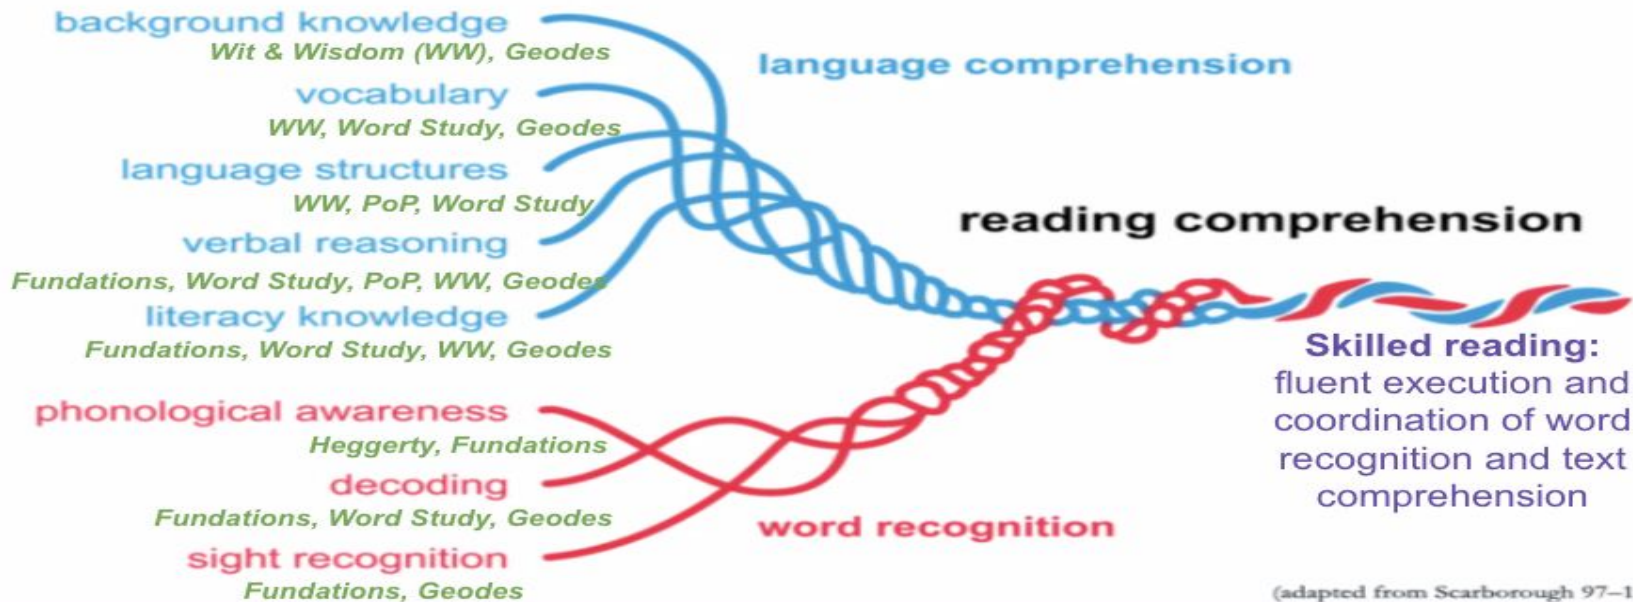 background knowledge
Wit & Wisdom (WW), Geodes
vocabulary
WW, Word Study, Geodes
language structures
WW, PoP, Word Study
verbal reasoning
Fundations, Word Study, PoP, WW, Geodes
literacy knowledge
Fundations, Word Study, WW, Geodes
phonological awareness
Heggerty, Fundations
decoding
Fundations, Word Study, Geodes
sight recognition
Fundations, Geodes
language comprehension
word recognition
reading comprehension
Skilled reading:
fluent execution and
coordination of word
recognition and text
comprehension
(adapted from Scarborough 97–1